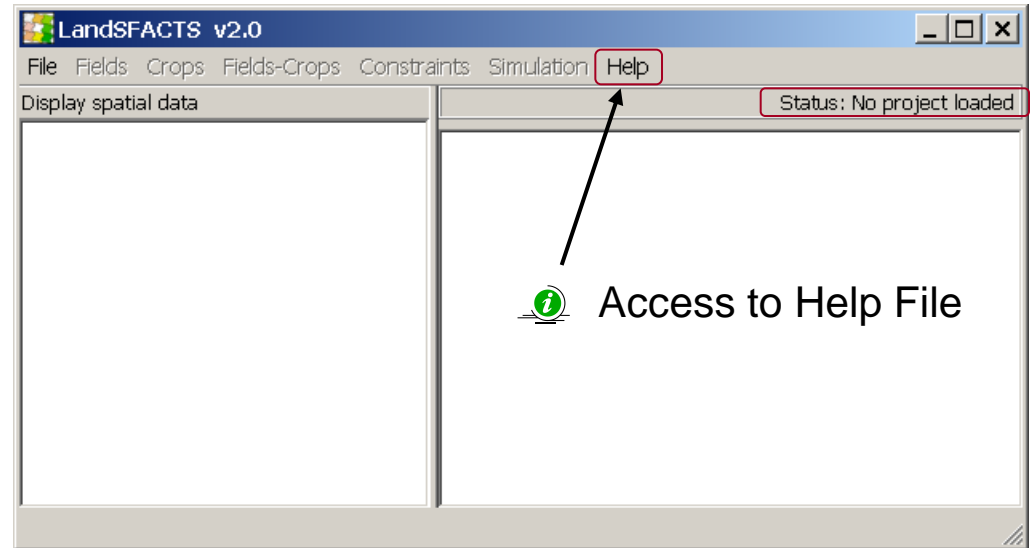 LandSFACTS v2.0
File Fields Crops Fields-Crops Constraints Simulation Help
Display spatial data
Status: No project loaded
i Access to Help File